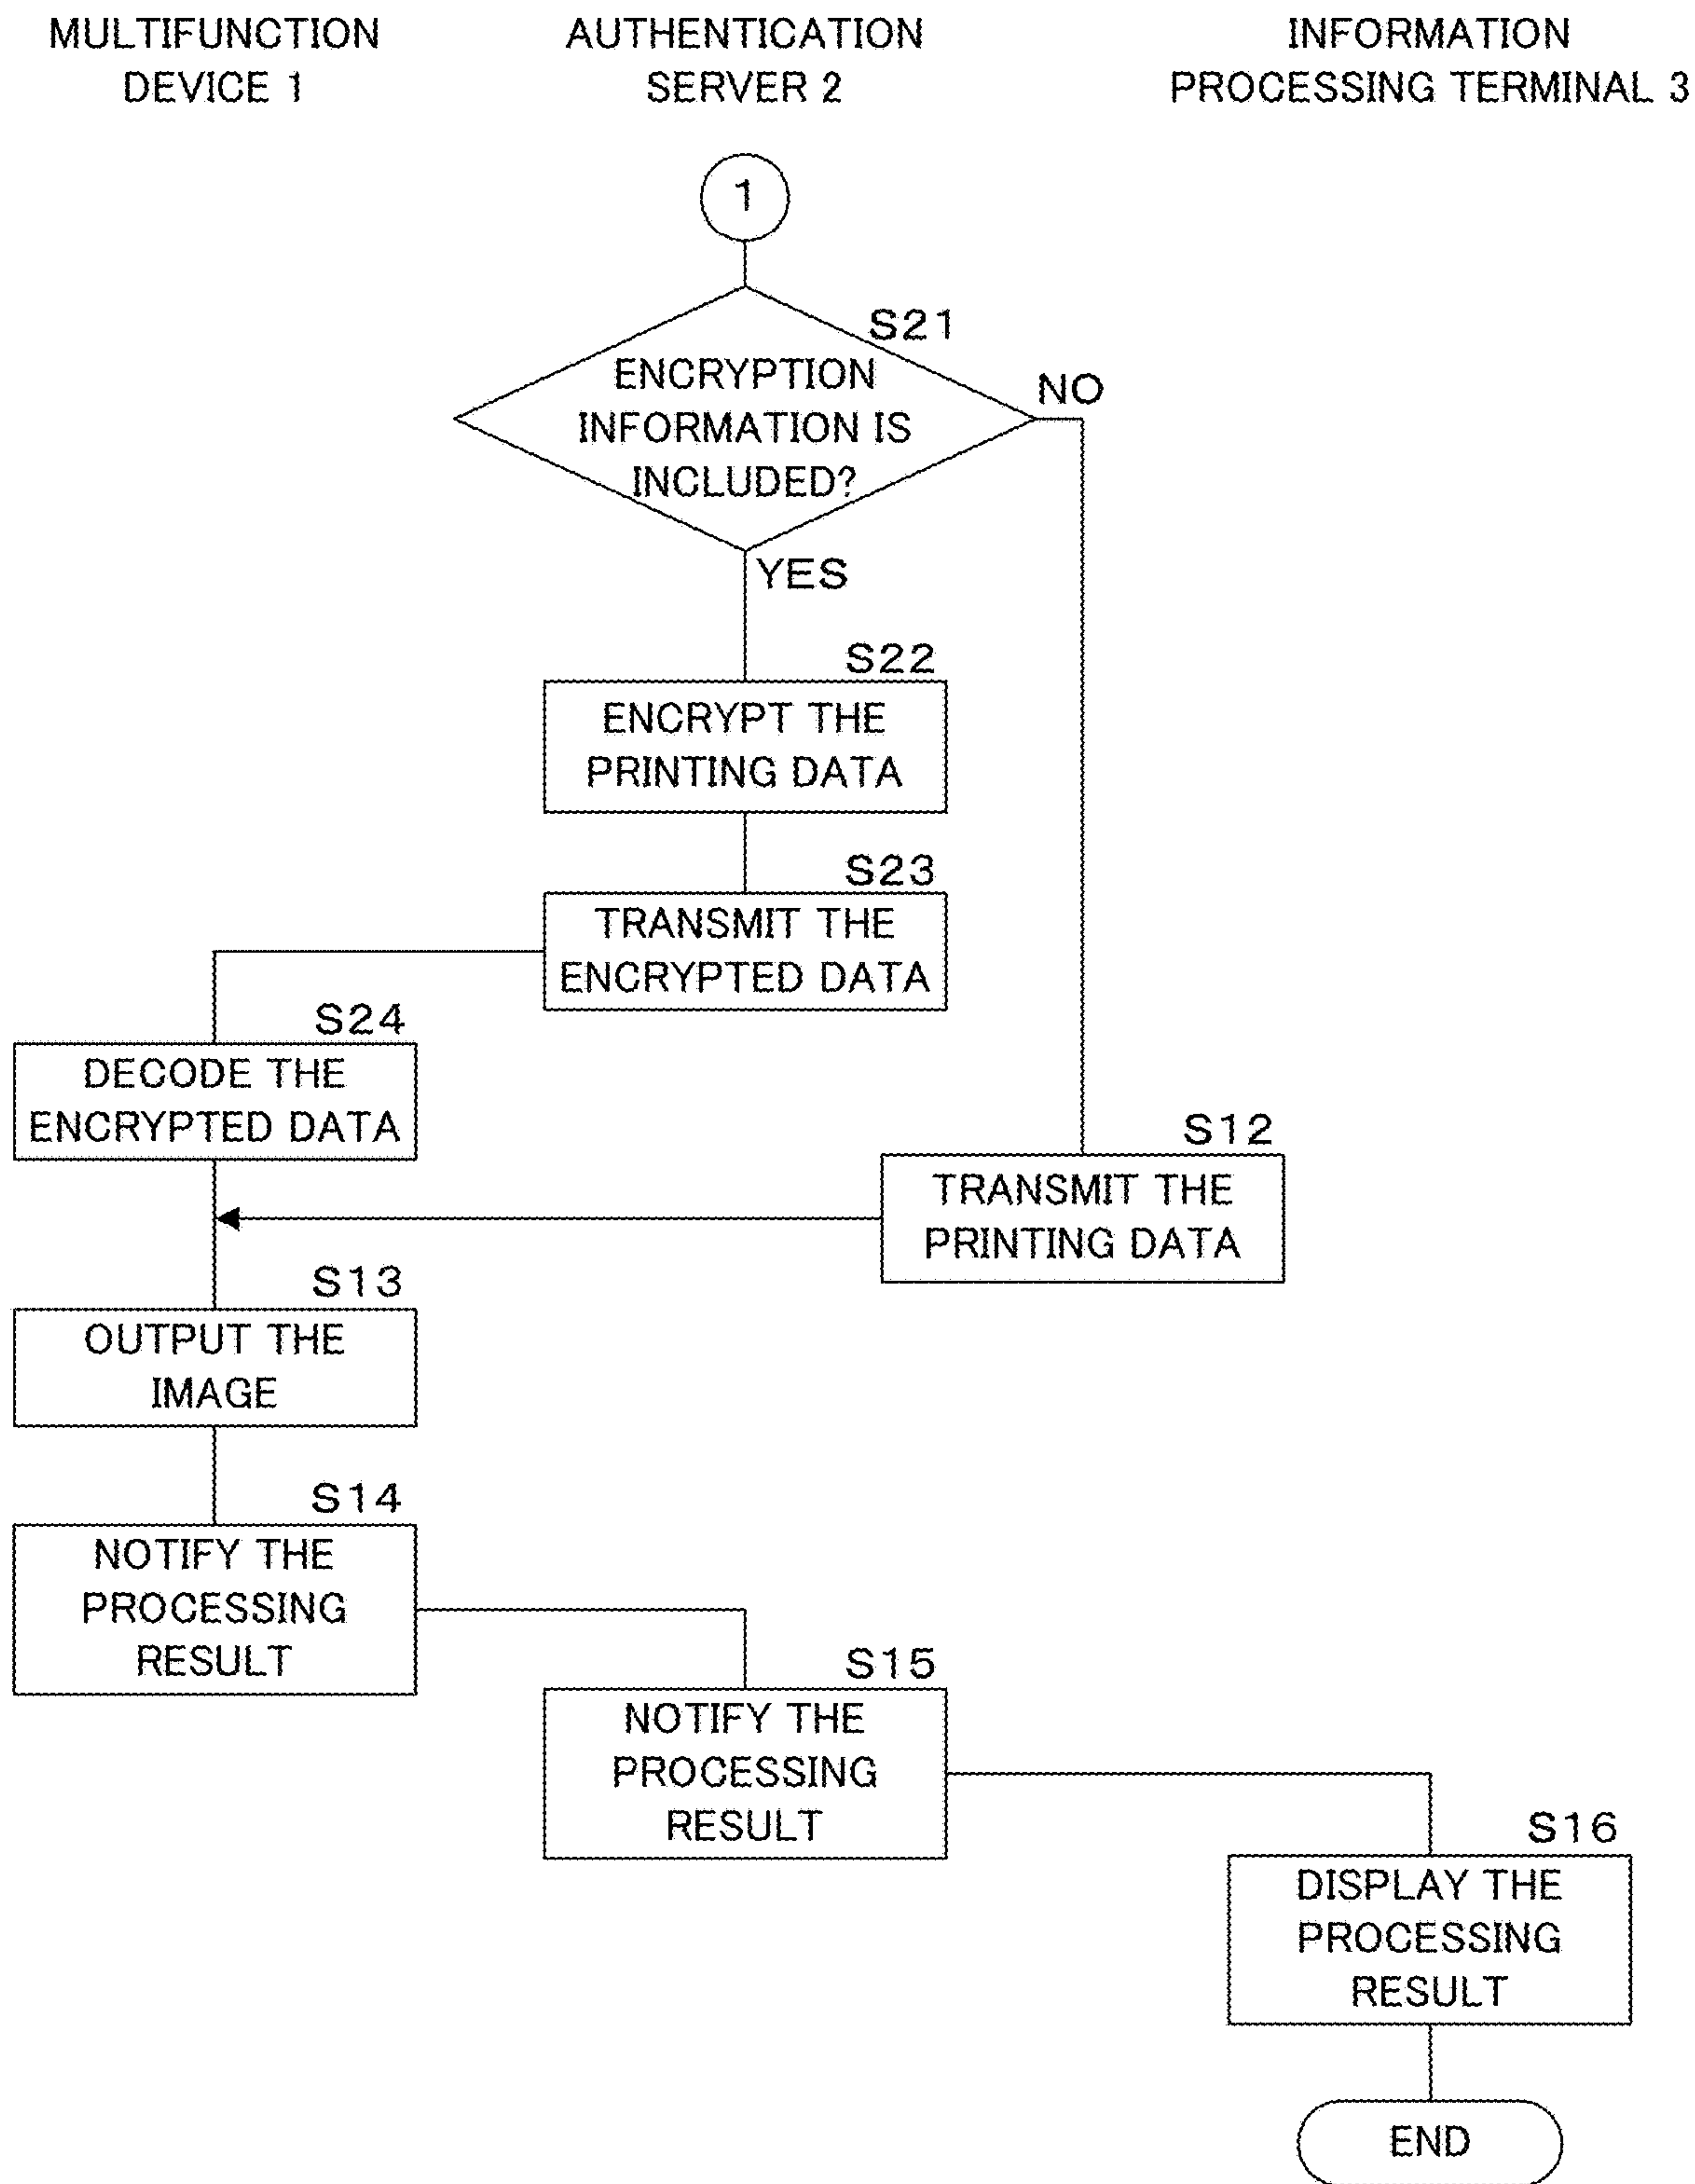 MULTIFUNCTION
DEVICE 1
AUTHENTICATION
SERVER 2
INFORMATION
PROCESSING TERMINAL 3
1
S21
ENCRYPTION
INFORMATION IS
INCLUDED?
NO
YES
S22
ENCRYPT THE
PRINTING DATA
S23
TRANSMIT THE
ENCRYPTED DATA
S24
DECODE THE
ENCRYPTED DATA
S12
TRANSMIT THE
PRINTING DATA
S13
OUTPUT THE
IMAGE
S14
NOTIFY THE
PROCESSING
RESULT
S15
NOTIFY THE
PROCESSING
RESULT
S16
DISPLAY THE
PROCESSING
RESULT
END